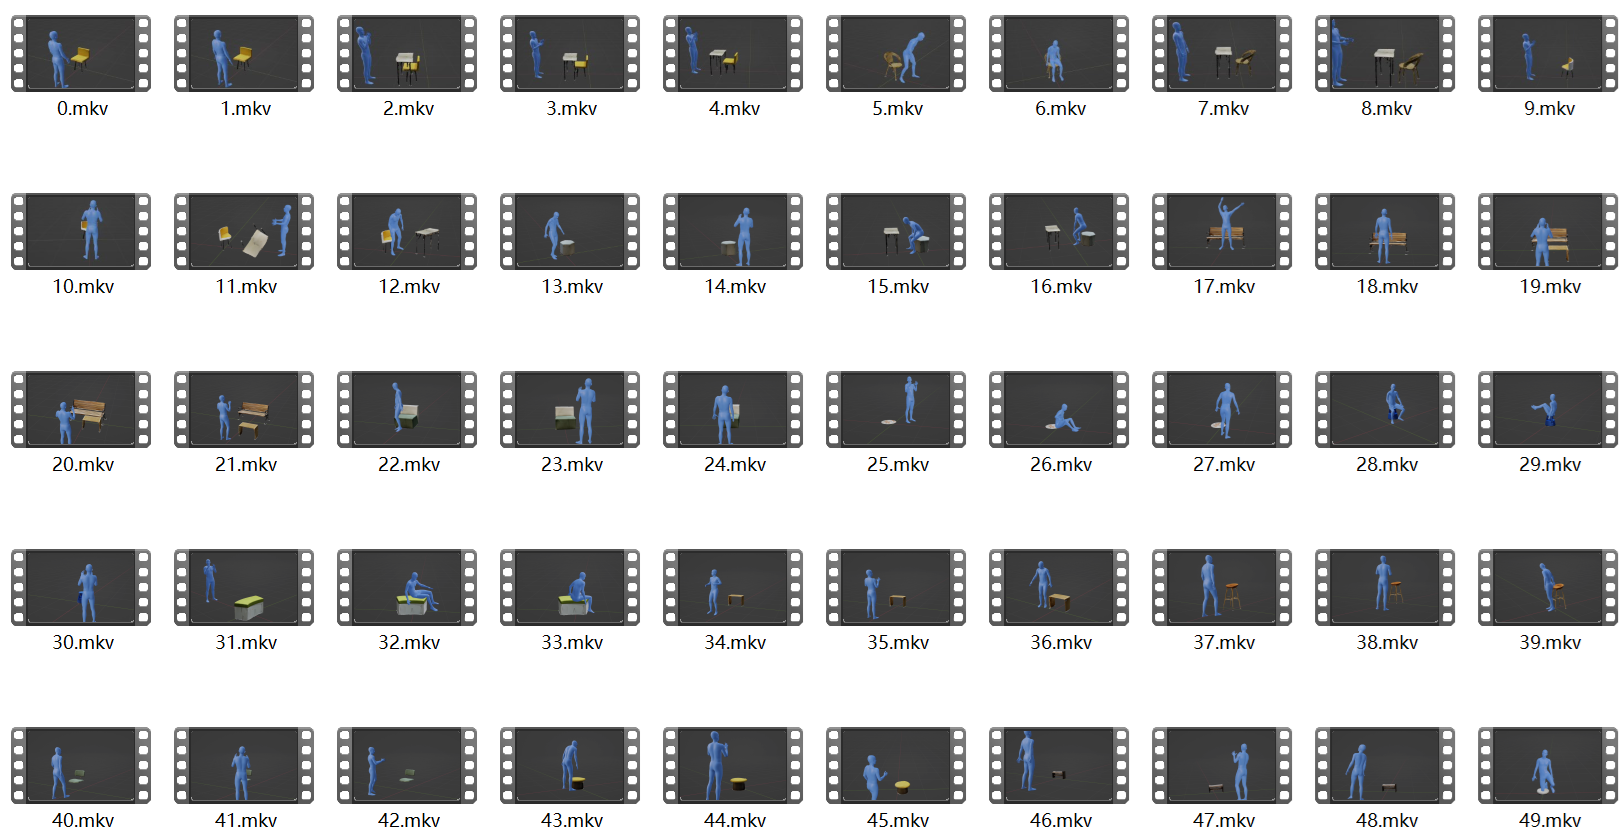 0.mkv 1.mkv 2.mkv 3.mkv 4.mkv 5.mkv 6.mkv 7.mkv 8.mkv 9.mkv
10.mkv 11.mkv 12.mkv 13.mkv 14.mkv 15.mkv 16.mkv 17.mkv 18.mkv 19.mkv
20.mkv 21.mkv 22.mkv 23.mkv 24.mkv 25.mkv 26.mkv 27.mkv 28.mkv 29.mkv
30.mkv 31.mkv 32.mkv 33.mkv 34.mkv 35.mkv 36.mkv 37.mkv 38.mkv 39.mkv
40.mkv 41.mkv 42.mkv 43.mkv 44.mkv 45.mkv 46.mkv 47.mkv 48.mkv 49.mkv